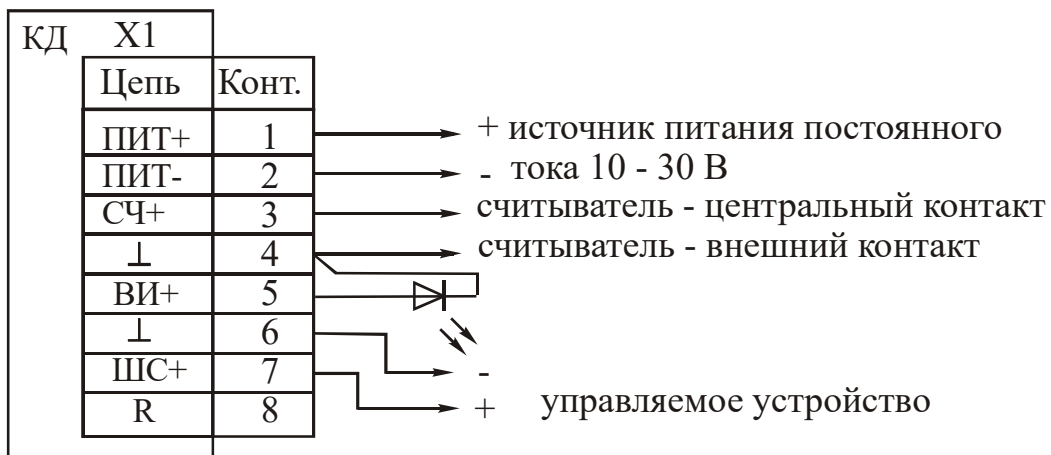 КД X1
Цепь Конт.
ПИТ+ 1 + источник питания постоянного
ПИТ- 2 - тока 10 - 30 В
СЧ+ 3 считыватель - центральный контакт
⊥ 4 считыватель - внешний контакт
ВИ+ 5
⊥ 6
ШС+ 7 -
R 8 + управляемое устройство